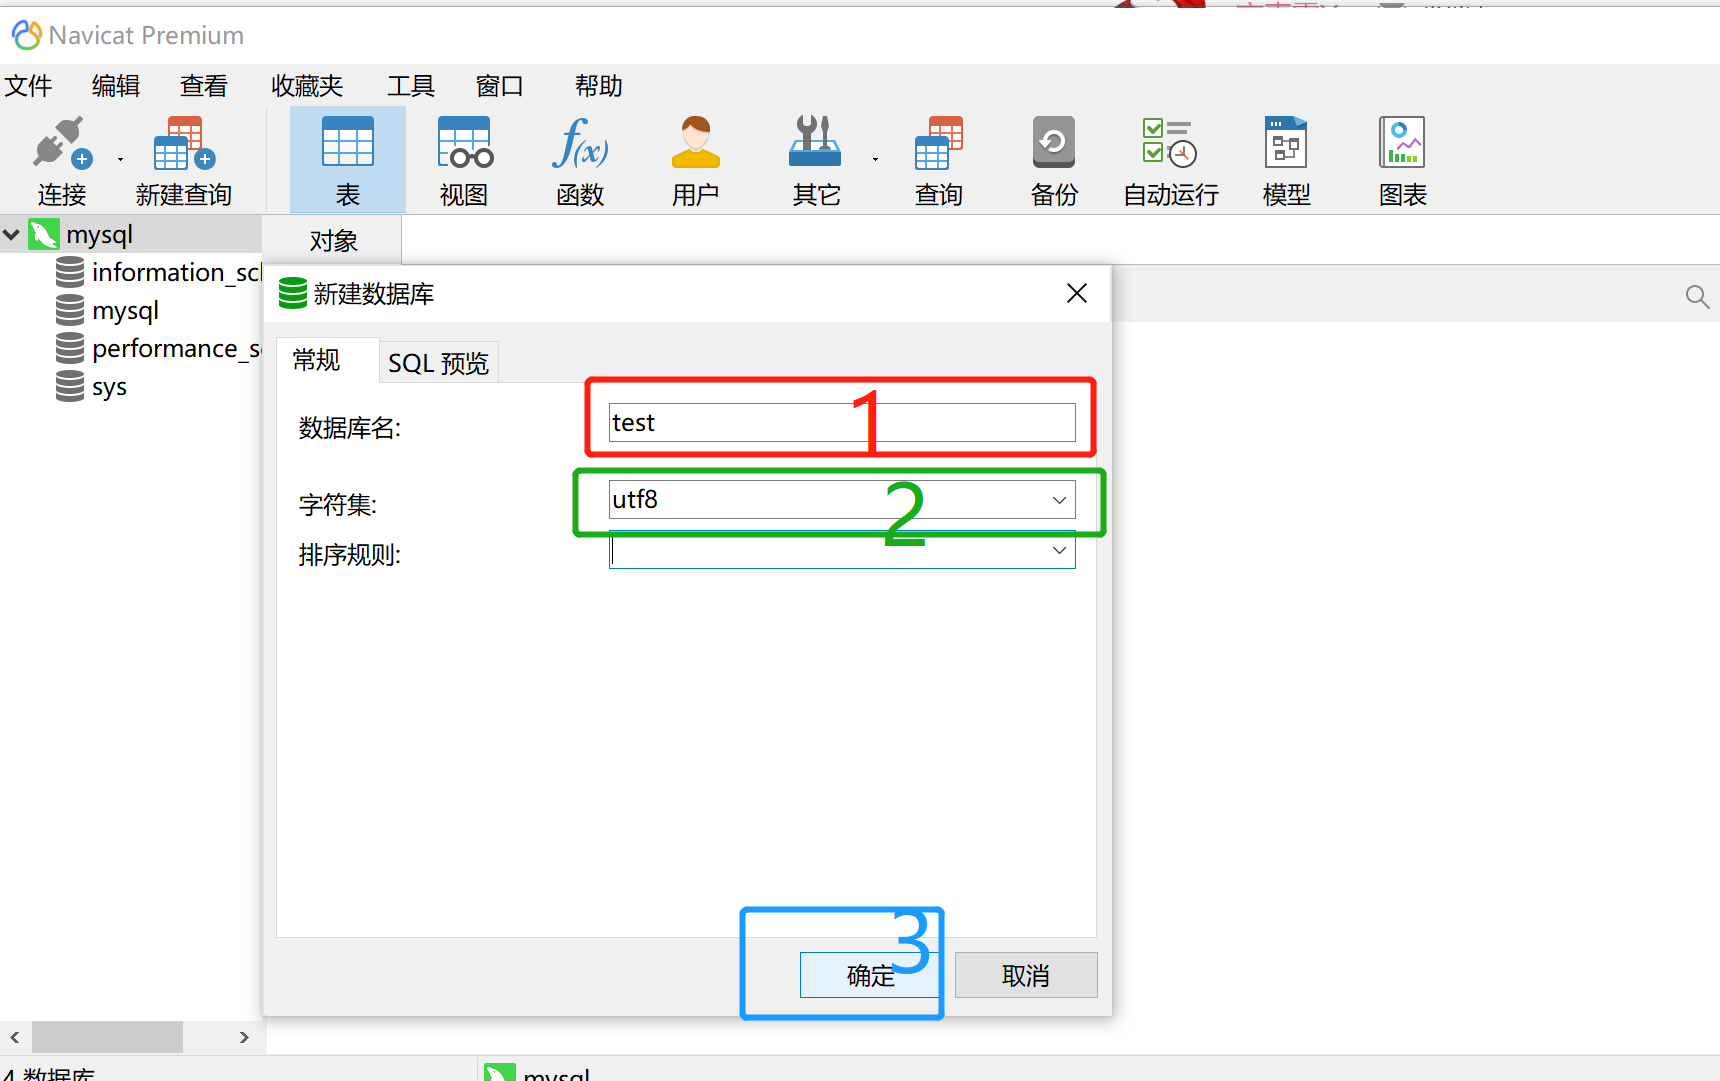 Navicat Premium
文件 编辑 查看 收藏夹 工具 窗口 帮助
连接 新建查询 表 视图 函数 用户 其它 查询 备份 自动运行 模型 图表
mysql
对象
information_scl
mysql
performance_s
sys
新建数据库
常规 SQL 预览
数据库名: test 1
字符集: utf8 2
排序规则:
3
确定 取消
4 数据库 mysql